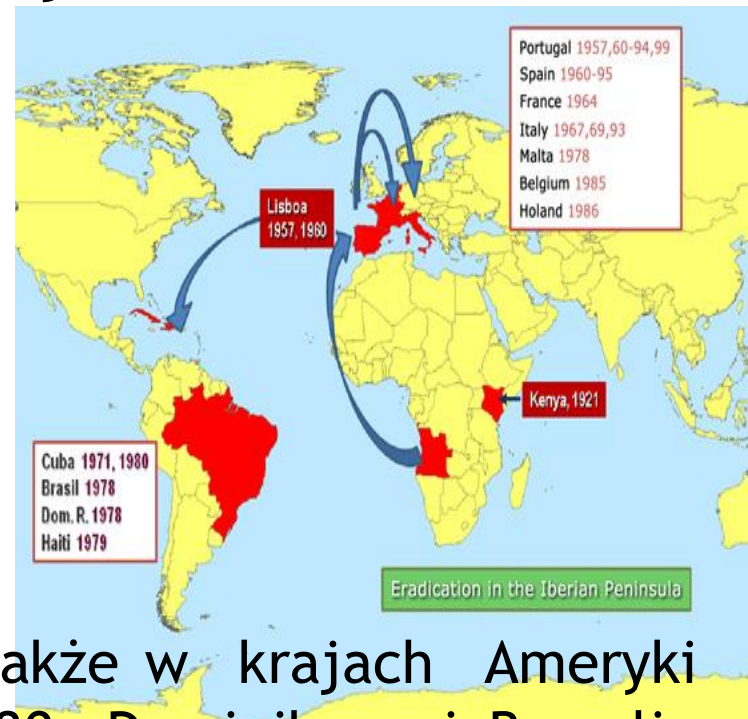 Portugal 1957,60-94,99
Spain 1960-95
France 1964
Italy 1967,69,93
Malta 1978
Belgium 1985
Holand 1986
Lisboa
1957, 1960
Kenya, 1921
Cuba 1971, 1980
Brasil 1978
Dom. R. 1978
Haiti 1979
Eradication in the Iberian Peninsula
akże w krajach Ameryki